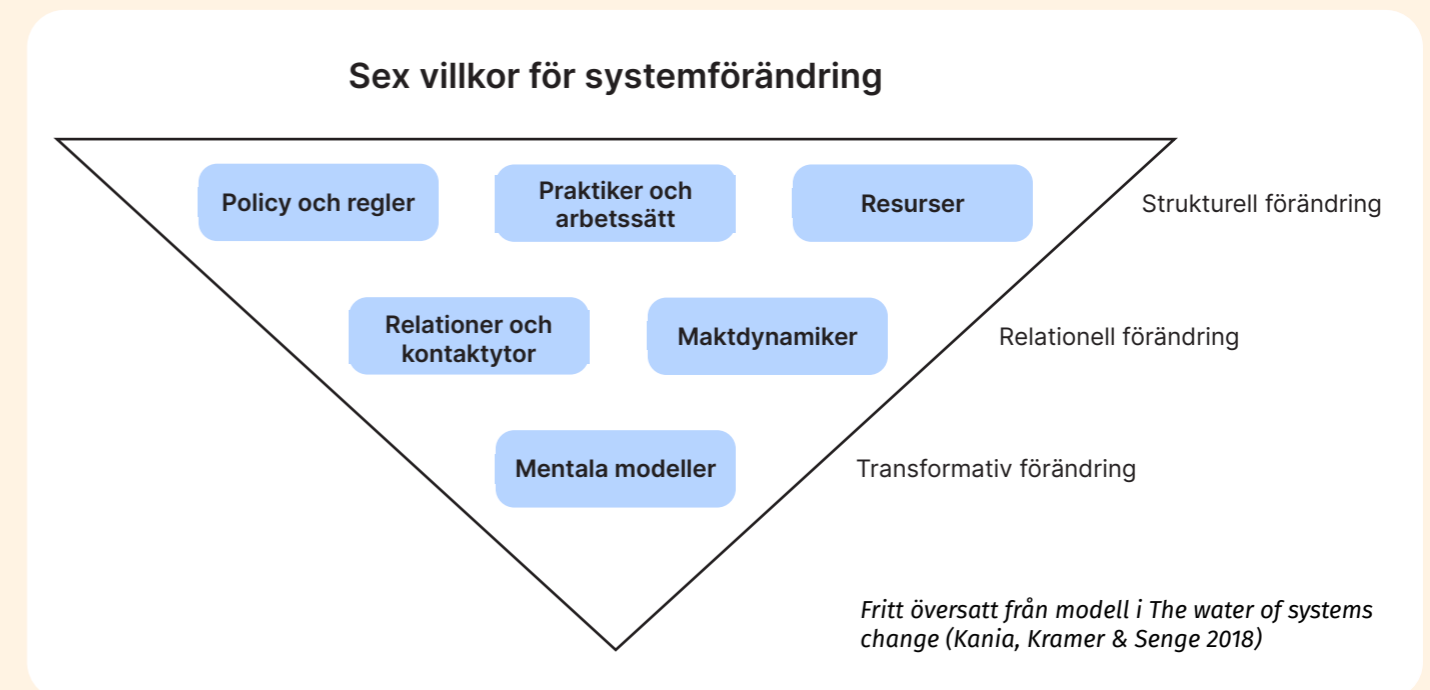 Sex villkor för systemförändring
Policy och regler
Praktiker och
arbetssätt
Resurser
Strukturell förändring
Relationer och
kontaktytor
Maktdynamiker
Relationell förändring
Mentala modeller
Transformativ förändring
Fritt översatt från modell i The water of systems
change (Kania, Kramer & Senge 2018)